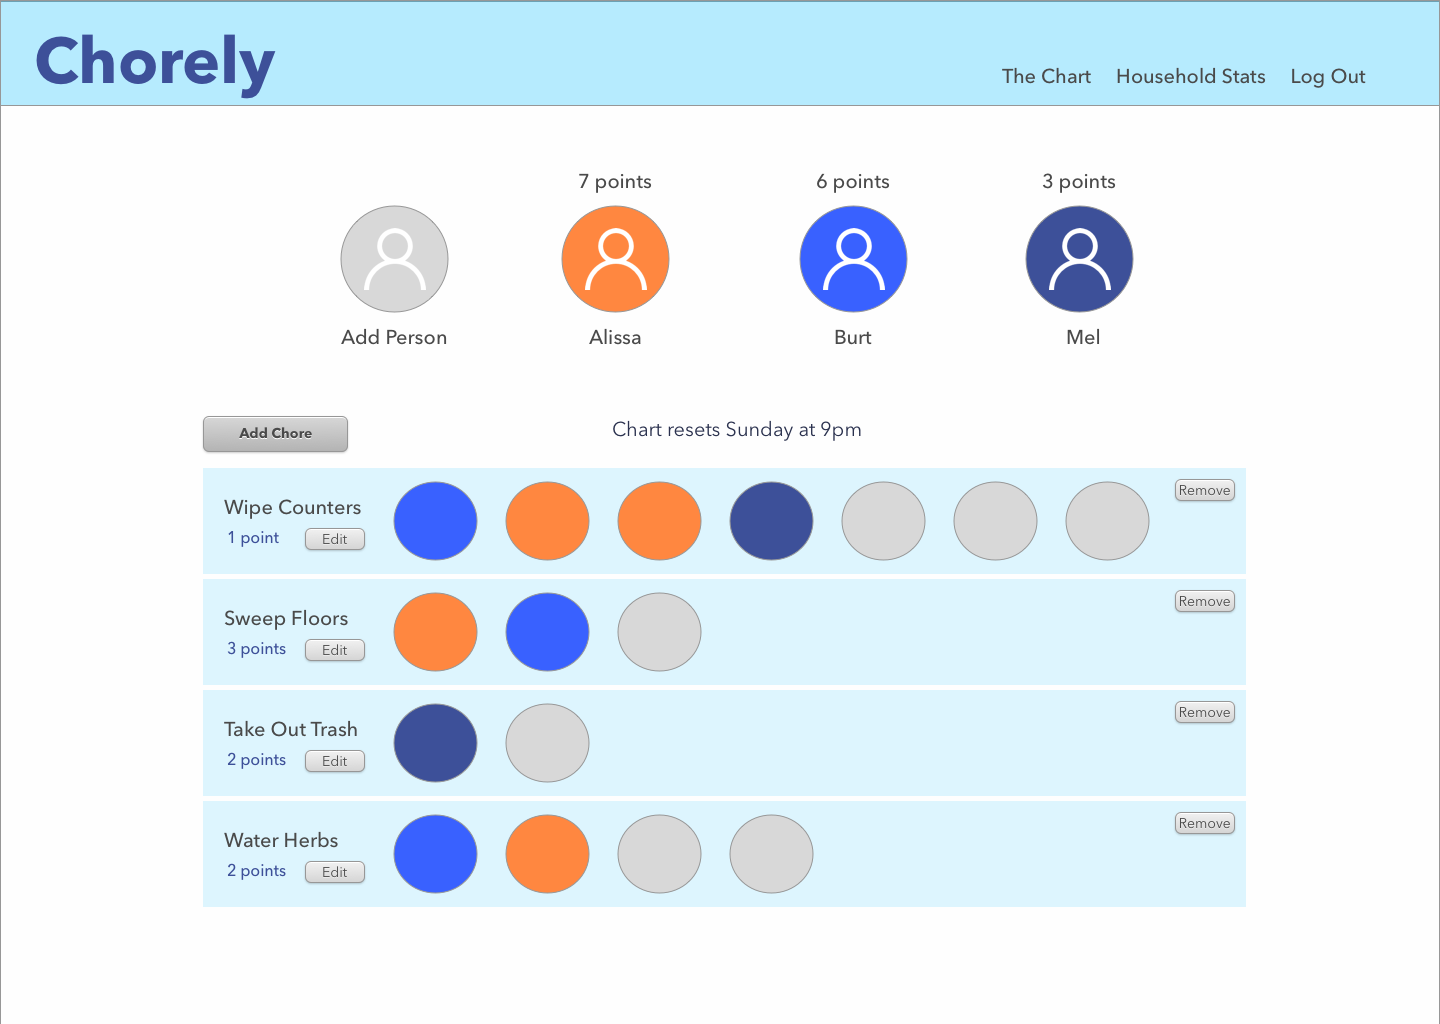 Chorely
The Chart Household Stats Log Out
7 points 6 points 3 points
Add Person Alissa Burt Mel
Add Chore
Chart resets Sunday at 9pm
Wipe Counters
1 point Edit
Remove
Sweep Floors
3 points Edit
Remove
Take Out Trash
2 points Edit
Remove
Water Herbs
2 points Edit
Remove